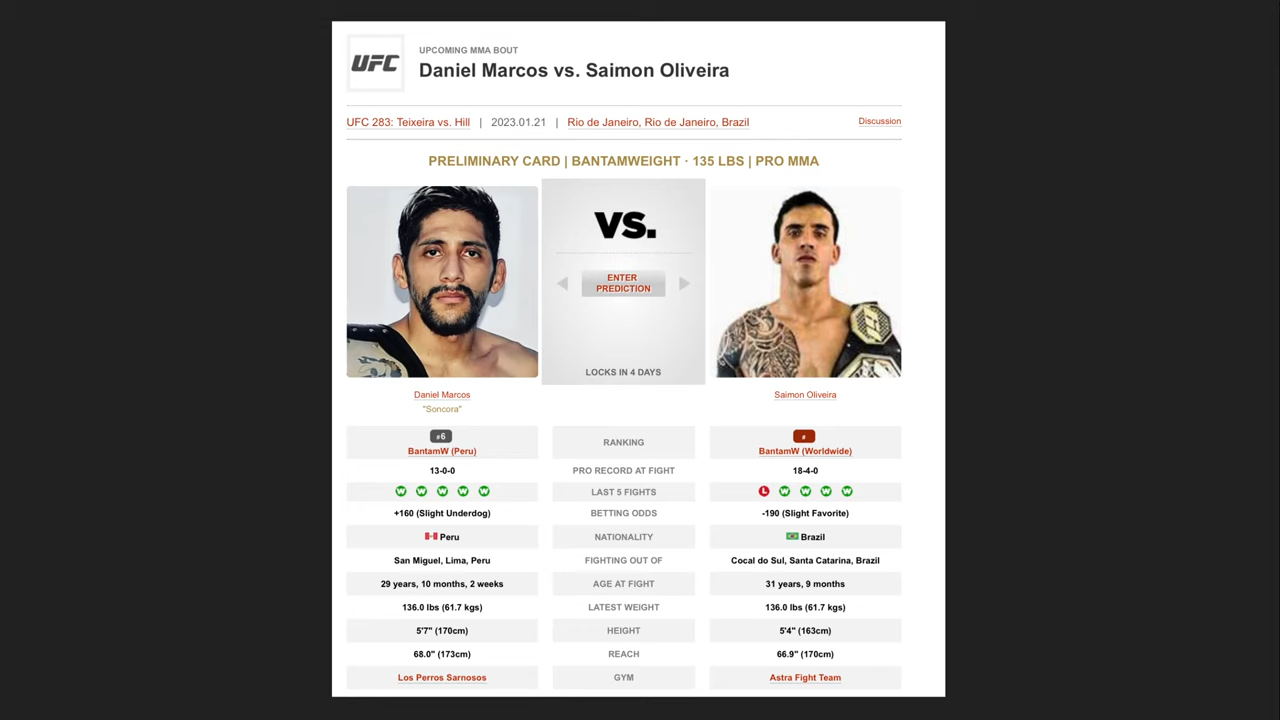 UFC
UPCOMING MMA BOUT
Daniel Marcos vs. Saimon Oliveira
UFC 283: Teixeira vs. Hill | 2023.01.21 | Rio de Janeiro, Rio de Janeiro, Brazil Discussion
PRELIMINARY CARD | BANTAMWEIGHT · 135 LBS | PRO MMA
VS.
ENTER
PREDICTION
LOCKS IN 4 DAYS
Daniel Marcos Saimon Oliveira
"Soncora"
#6 RANKING #
BantamW (Peru) BantamW (Worldwide)
13-0-0 PRO RECORD AT FIGHT 18-4-0
W W W W W LAST 5 FIGHTS L W W W W
+160 (Slight Underdog) BETTING ODDS -190 (Slight Favorite)
Peru NATIONALITY Brazil
San Miguel, Lima, Peru FIGHTING OUT OF Cocal do Sul, Santa Catarina, Brazil
29 years, 10 months, 2 weeks AGE AT FIGHT 31 years, 9 months
136.0 lbs (61.7 kgs) LATEST WEIGHT 136.0 lbs (61.7 kgs)
5'7" (170cm) HEIGHT 5'4" (163cm)
68.0" (173cm) REACH 66.9" (170cm)
Los Perros Sarnosos GYM Astra Fight Team